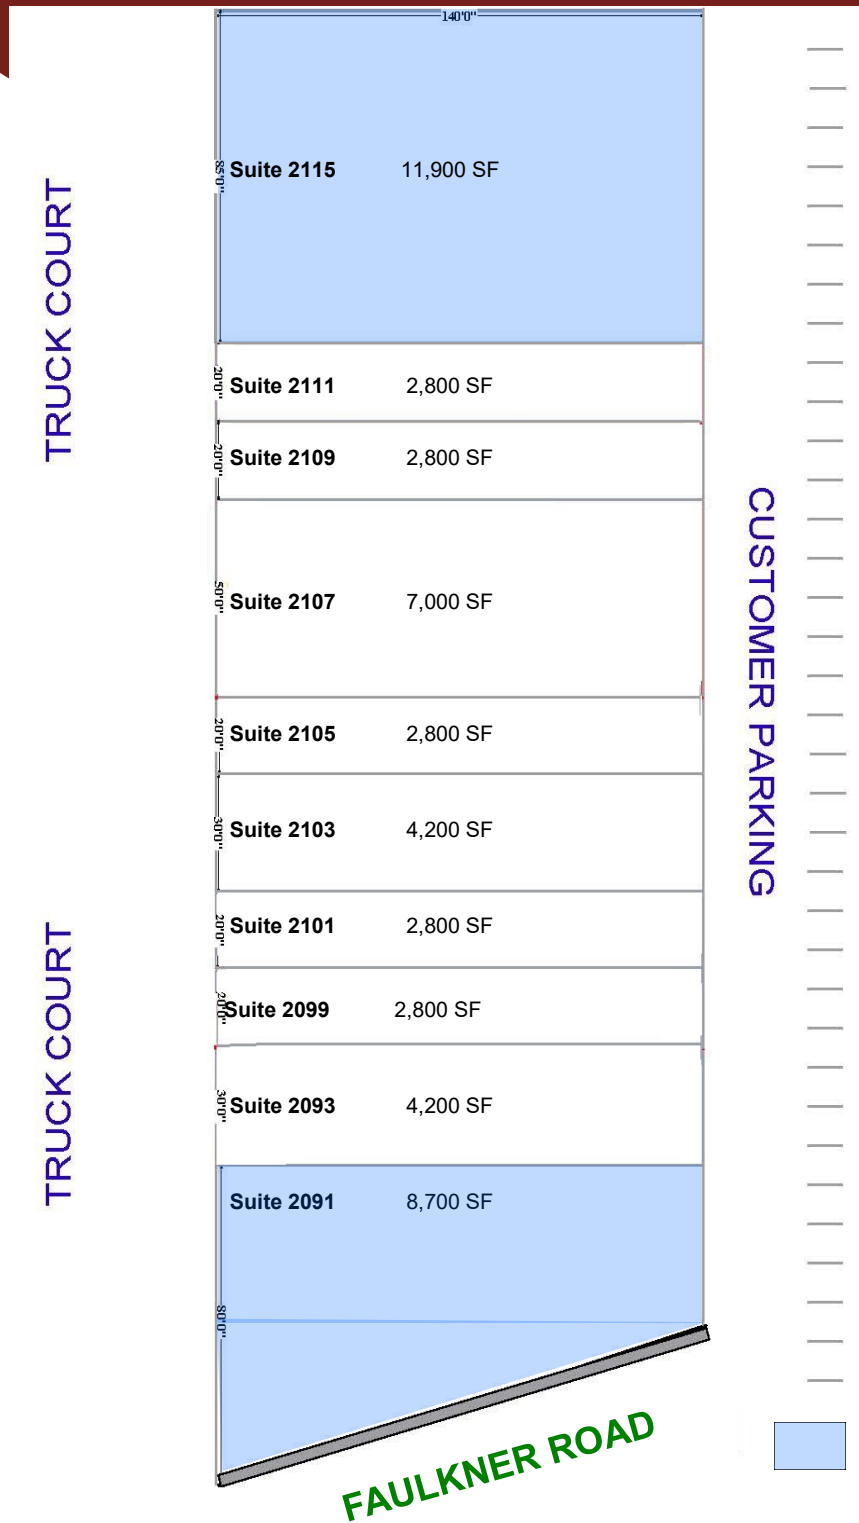 140'0"
85'0"
Suite 2115 11,900 SF
TRUCK COURT
20'0"
Suite 2111 2,800 SF
20'0"
Suite 2109 2,800 SF
50'0"
Suite 2107 7,000 SF
CUSTOMER PARKING
20'0"
Suite 2105 2,800 SF
30'0"
Suite 2103 4,200 SF
20'0"
Suite 2101 2,800 SF
TRUCK COURT
20'0"
Suite 2099 2,800 SF
30'0"
Suite 2093 4,200 SF
Suite 2091 8,700 SF
80'0"
FAULKNER ROAD